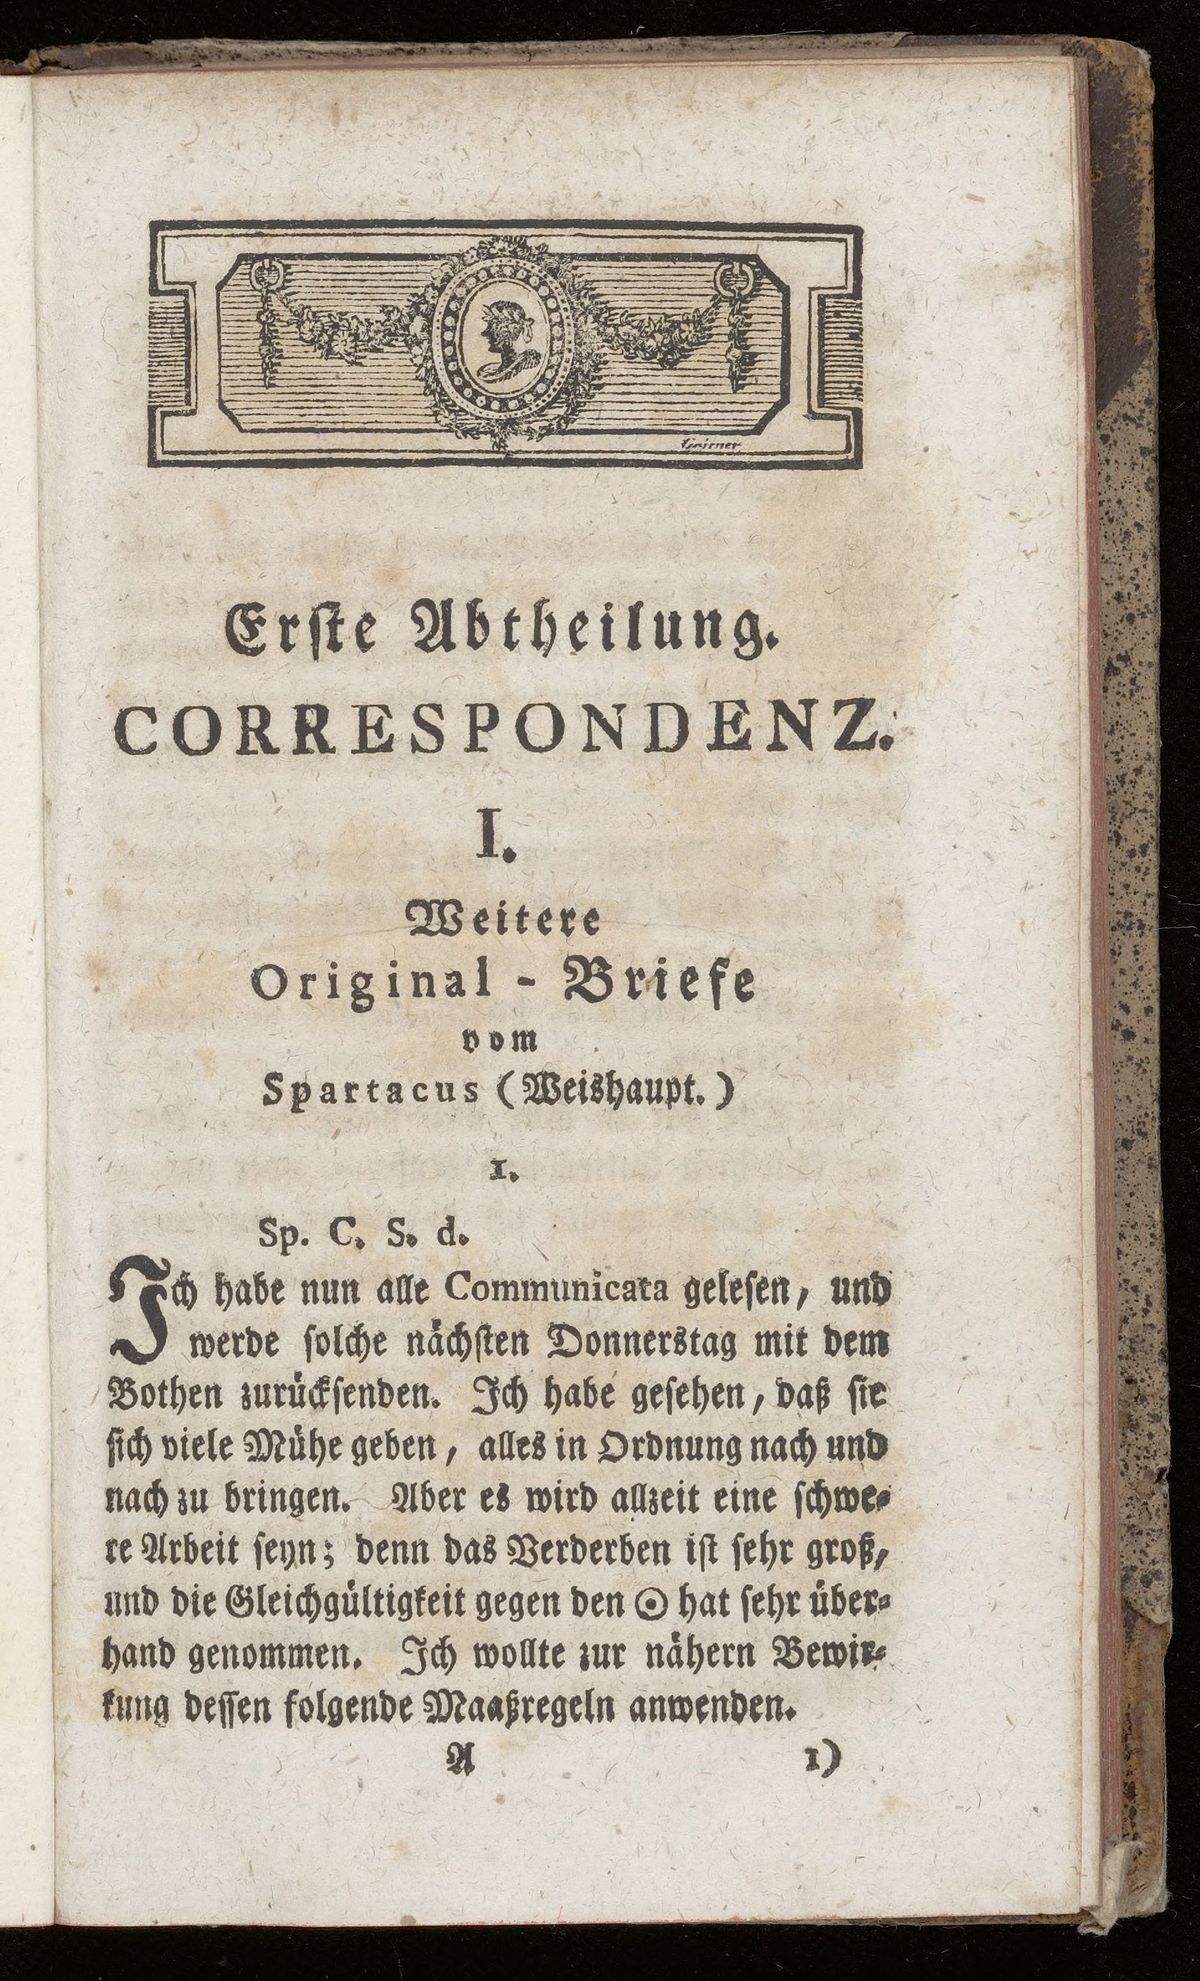 Erste Abtheilung.
CORRESPONDENZ.
I.
Weitere
Original - Briefe
vom
Spartacus (Weishaupt.)
1.
Sp. C. S. d.
Ich habe nun alle Communicata gelesen, und
werde solche nächsten Donnerstag mit dem
Bothen zurücksenden. Ich habe gesehen, daß sie
sich viele Mühe geben, alles in Ordnung nach und
nach zu bringen. Aber es wird allzeit eine schwe-
re Arbeit seyn; denn das Verderben ist sehr groß,
und die Gleichgültigkeit gegen den ☉ hat sehr über-
hand genommen. Ich wollte zur nähern Bewir-
kung dessen folgende Maaßregeln anwenden.
A 1)